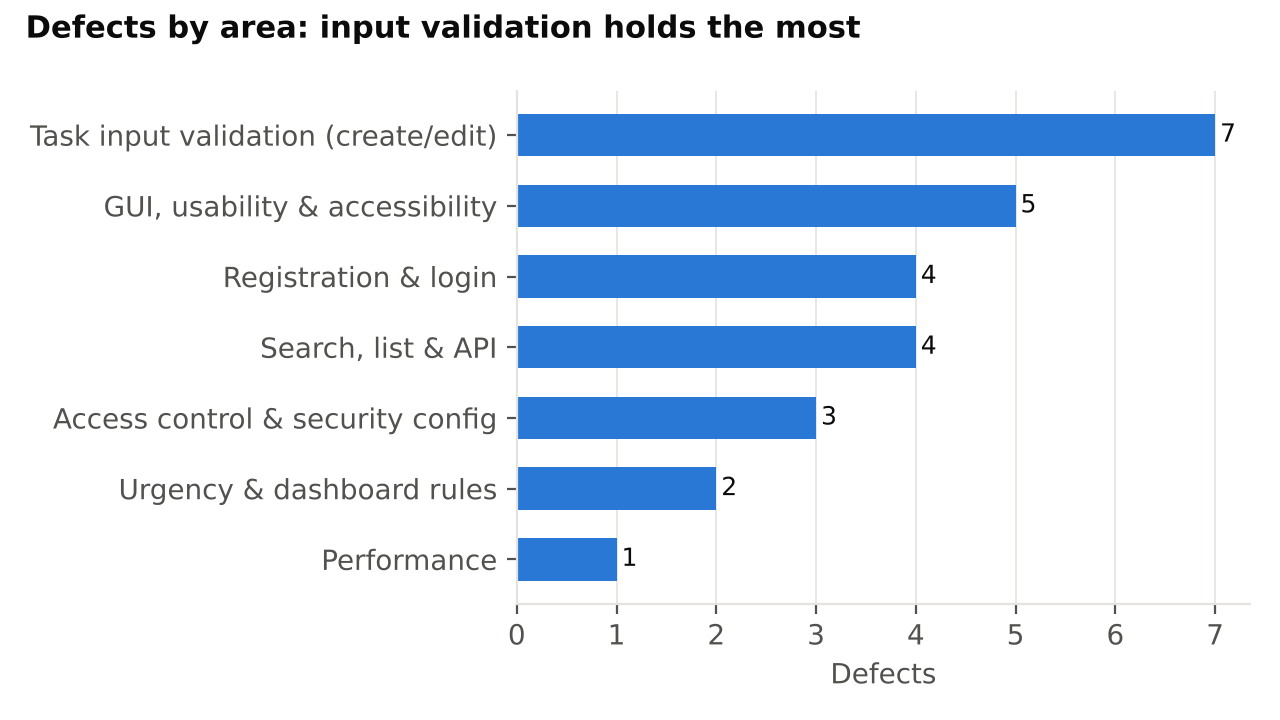 Defects by area: input validation holds the most
Task input validation (create/edit) 7
GUI, usability & accessibility 5
Registration & login 4
Search, list & API 4
Access control & security config 3
Urgency & dashboard rules 2
Performance 1
0 1 2 3 4 5 6 7
Defects